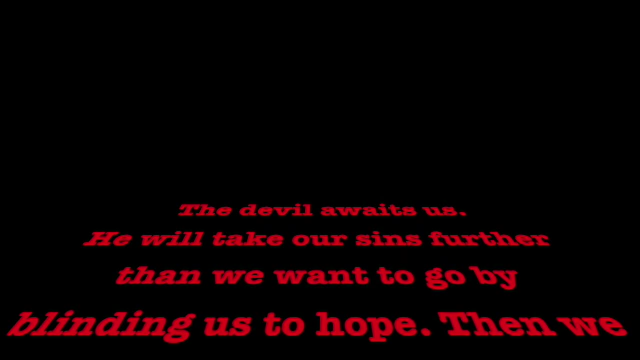 The devil awaits us.
He will take our sins further
than we want to go by
blinding us to hope. Then we